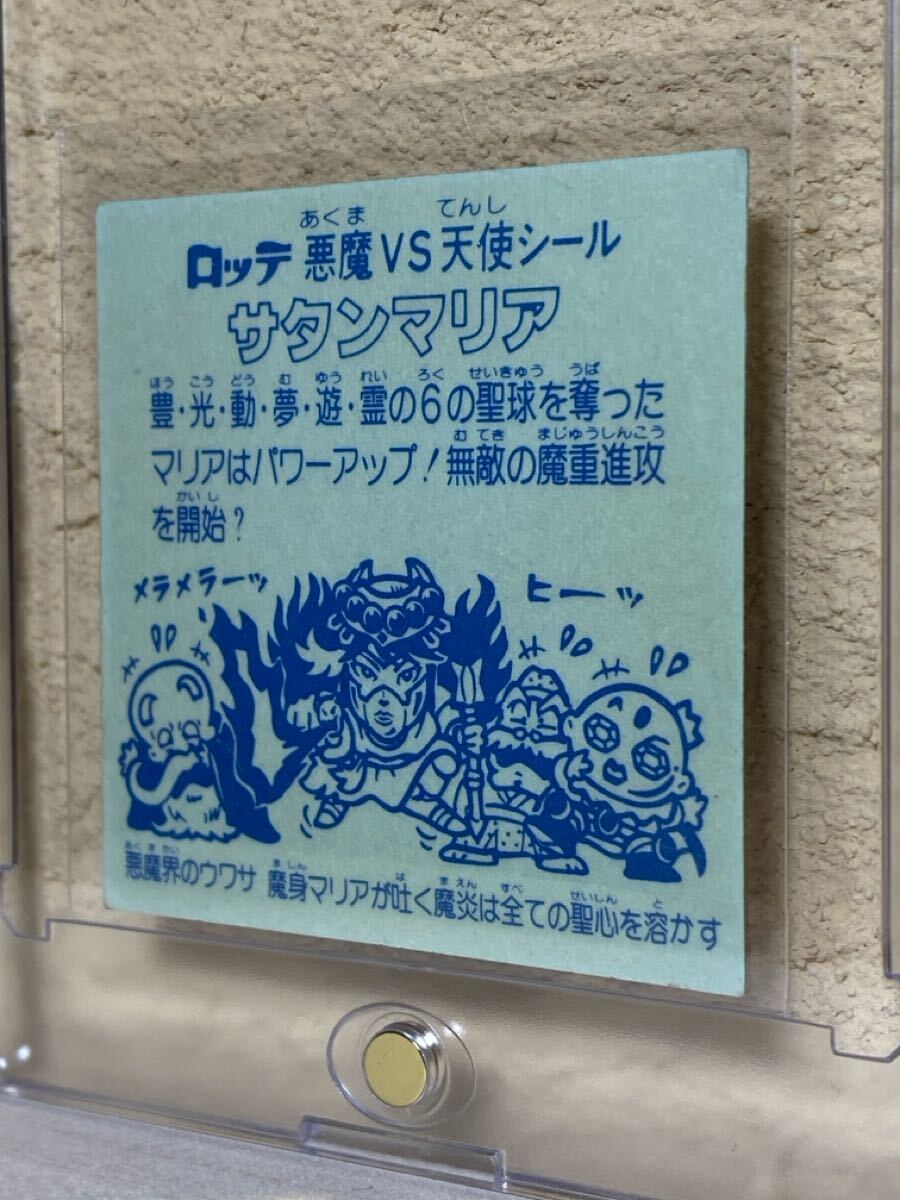 あくま てんし
ロッテ 悪魔VS天使シール
サタンマリア
ほう こう どう む ゆう れい ろく せいきゅう うば
豊・光・動・夢・遊・霊の6の聖球を奪った
むてき まじゅうしんこう
マリアはパワーアップ!無敵の魔重進攻
かいし
を開始?
メラメラーッ ヒーッ
あくまかい ましん は まえん すべ せいしん と
悪魔界のウワサ 魔身マリアが吐く魔炎は全ての聖心を溶かす